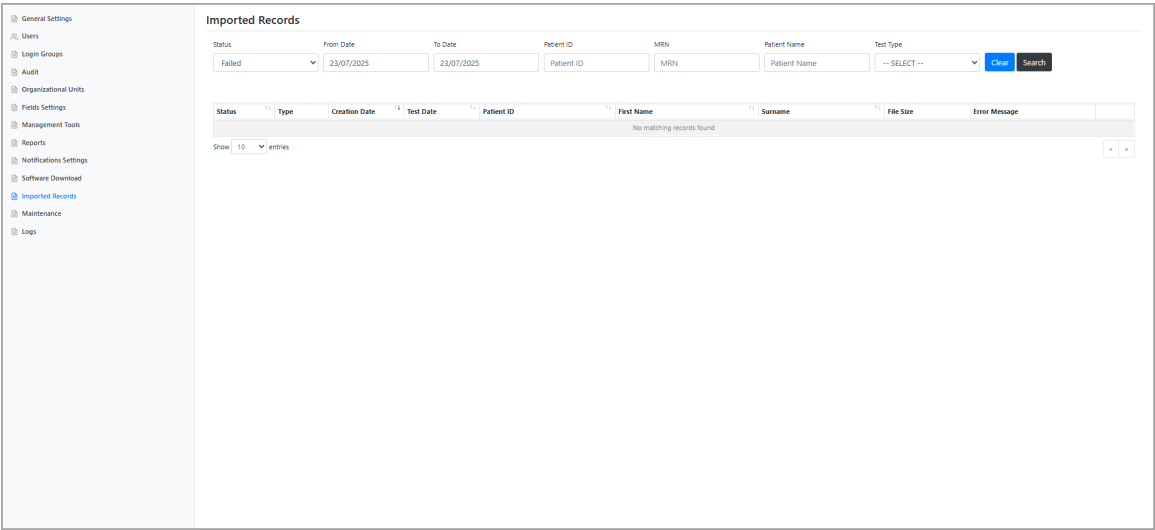 General Settings
Users
Login Groups
Audit
Organizational Units
Fields Settings
Management Tools
Reports
Notifications Settings
Software Download
Imported Records
Maintenance
Logs
Imported Records
Status From Date To Date Patient ID MRN Patient Name Test Type
Failed 23/07/2025 23/07/2025 Patient ID MRN Patient Name -- SELECT -- Clear Search
Status Type Creation Date Test Date Patient ID First Name Surname File Size Error Message
No matching records found
Show 10 entries « »